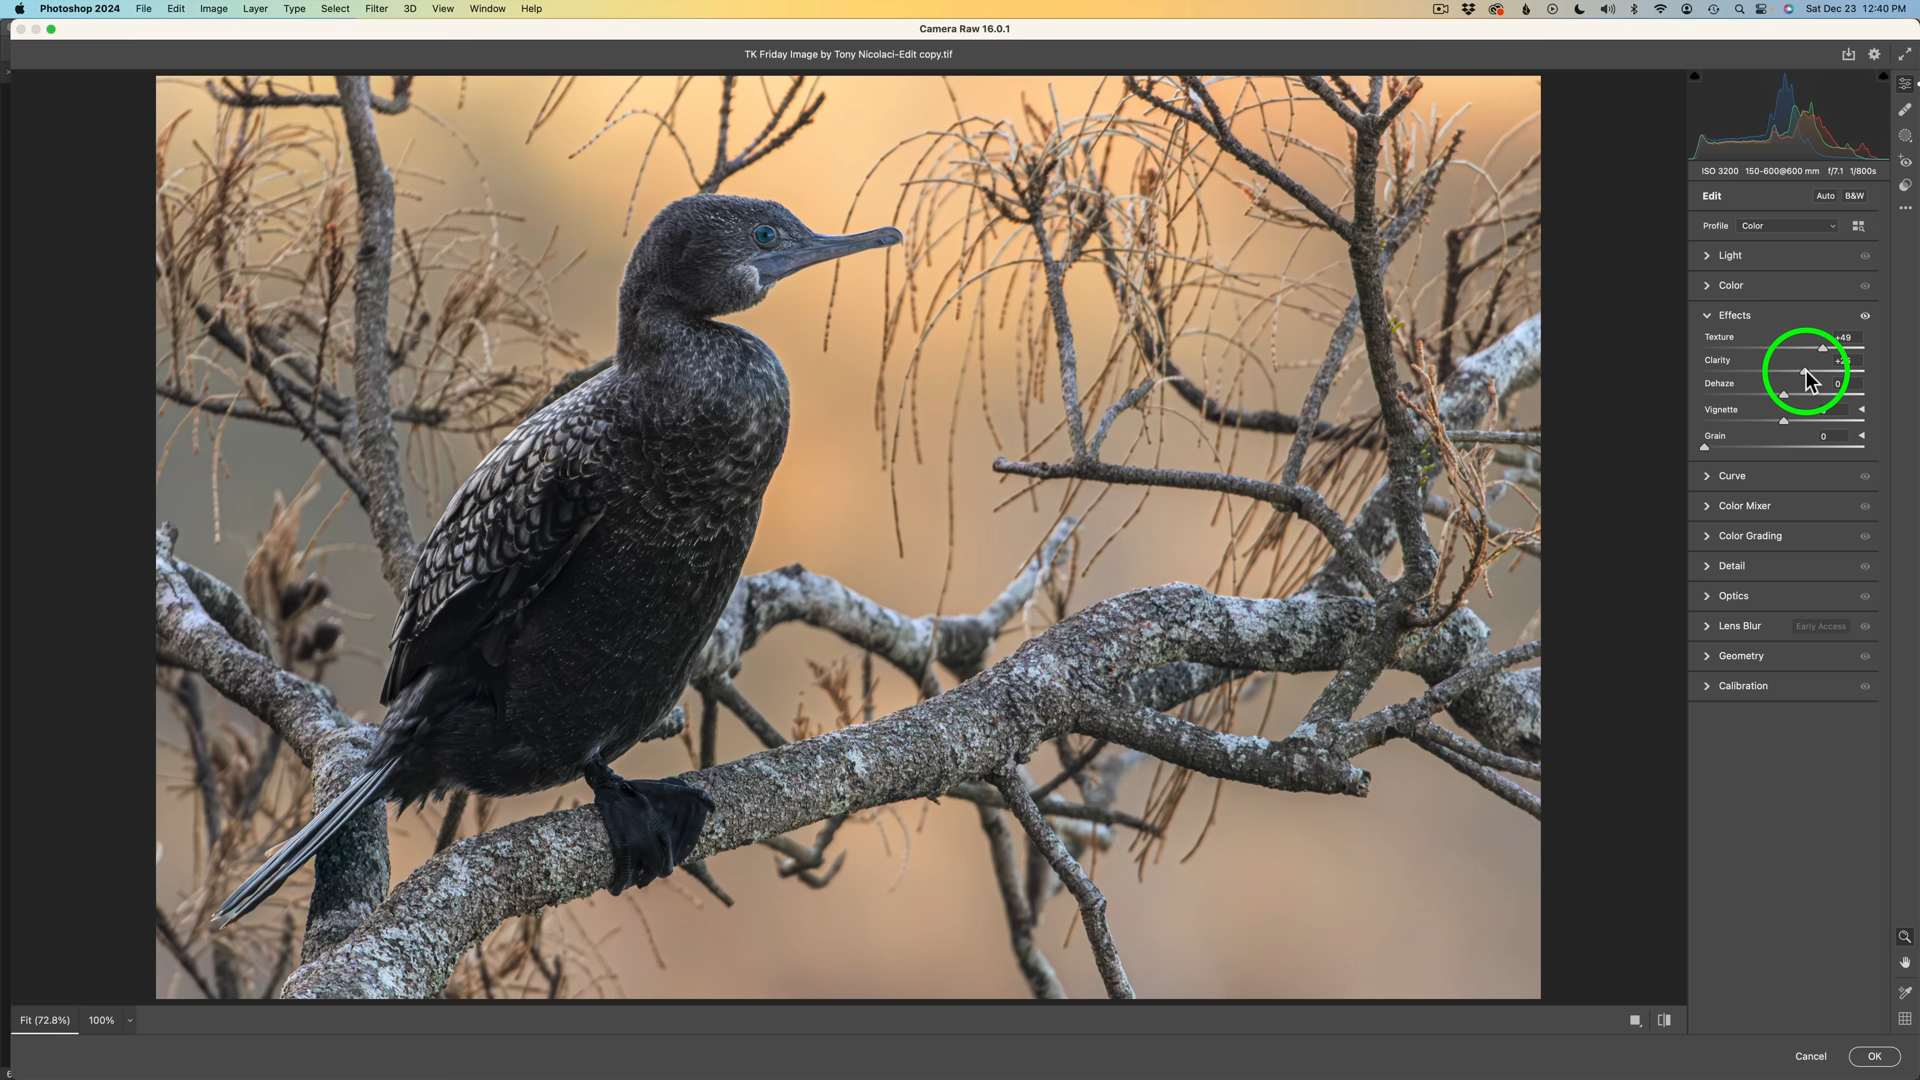 Photoshop 2024 File Edit Image Layer Type Select Filter 3D View Window Help Sat Dec 23 12:40 PM
Camera Raw 16.0.1
TK Friday Image by Tony Nicolaci-Edit copy.tif
ISO 3200 150-600@600 mm f/7.1 1/800s
Edit Auto B&W
Profile Color
Light
Color
Effects
Texture +49
Clarity
Dehaze 0
Vignette
Grain 0
Curve
Color Mixer
Color Grading
Detail
Optics
Lens Blur Early Access
Geometry
Calibration
Fit (72.8%) 100%
Cancel OK